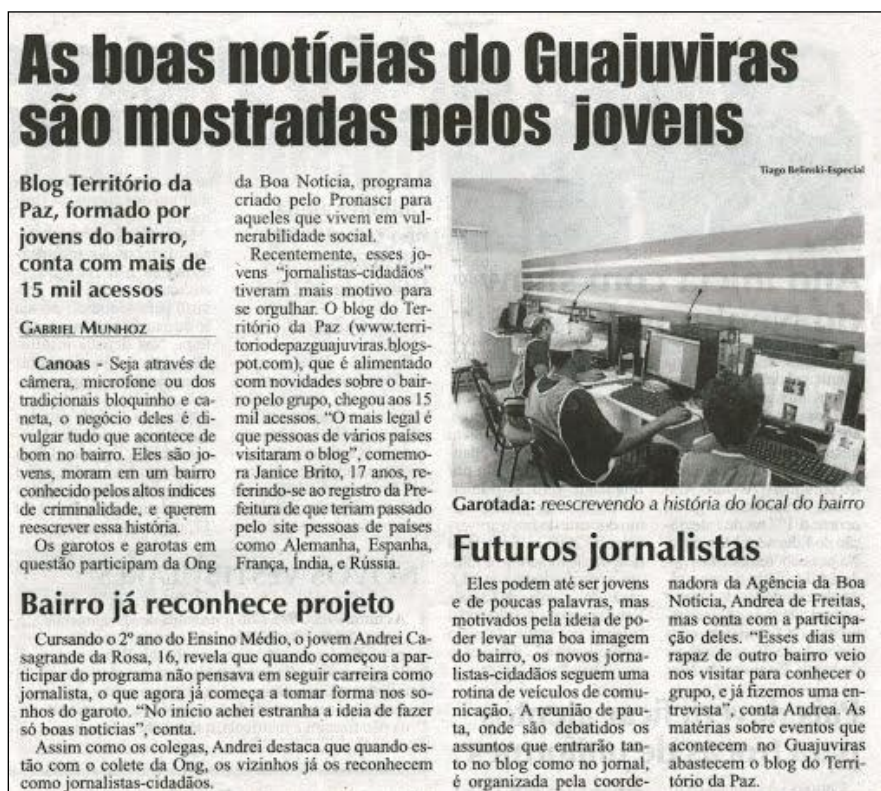 As boas notícias do Guajuviras
são mostradas pelos jovens
Tiago Belinski-Especial
Blog Território da
Paz, formado por
jovens do bairro,
conta com mais de
15 mil acessos
GABRIEL MUNHOZ
Canoas - Seja através de
câmera, microfone ou dos
tradicionais bloquinho e ca-
neta, o negócio deles é di-
vulgar tudo que acontece de
bom no bairro. Eles são jo-
vens, moram em um bairro
conhecido pelos altos índices
de criminalidade, e querem
reescrever essa história.
Os garotos e garotas em
questão participam da Ong
da Boa Notícia, programa
criado pelo Pronasci para
aqueles que vivem em vul-
nerabilidade social.
Recentemente, esses jo-
vens "jornalistas-cidadãos"
tiveram mais motivo para
se orgulhar. O blog do Ter-
ritório da Paz (www.terri-
toriodepazguajuviras.blogs-
pot.com), que é alimentado
com novidades sobre o bair-
ro pelo grupo, chegou aos 15
mil acessos. "O mais legal é
que pessoas de vários países
visitaram o blog", comemo-
ra Janice Brito, 17 anos, re-
ferindo-se ao registro da Pre-
feitura de que teriam passado
pelo site pessoas de países
como Alemanha, Espanha,
França, Índia, e Rússia.
Garotada: reescrevendo a história do local do bairro
Bairro já reconhece projeto
Cursando o 2º ano do Ensino Médio, o jovem Andrei Ca-
sagrande da Rosa, 16, revela que quando começou a par-
ticipar do programa não pensava em seguir carreira como
jornalista, o que agora já começa a tomar forma nos so-
nhos do garoto. "No início achei estranha a ideia de fazer
só boas notícias", conta.
Assim como os colegas, Andrei destaca que quando es-
tão com o colete da Ong, os vizinhos já os reconhecem
como jornalistas-cidadãos.
Futuros jornalistas
Eles podem até ser jovens
e de poucas palavras, mas
motivados pela ideia de po-
der levar uma boa imagem
do bairro, os novos jorna-
listas-cidadãos seguem uma
rotina de veículos de comu-
nicação. A reunião de pau-
ta, onde são debatidos os
assuntos que entrarão tan-
to no blog como no jornal,
é organizada pela coorde-
nadora da Agência da Boa
Notícia, Andrea de Freitas,
mas conta com a participa-
ção deles. "Esses dias um
rapaz de outro bairro veio
nos visitar para conhecer o
grupo, e já fizemos uma en-
trevista", conta Andrea. As
matérias sobre eventos que
acontecem no Guajuviras
abastecem o blog do Terri-
tório da Paz.